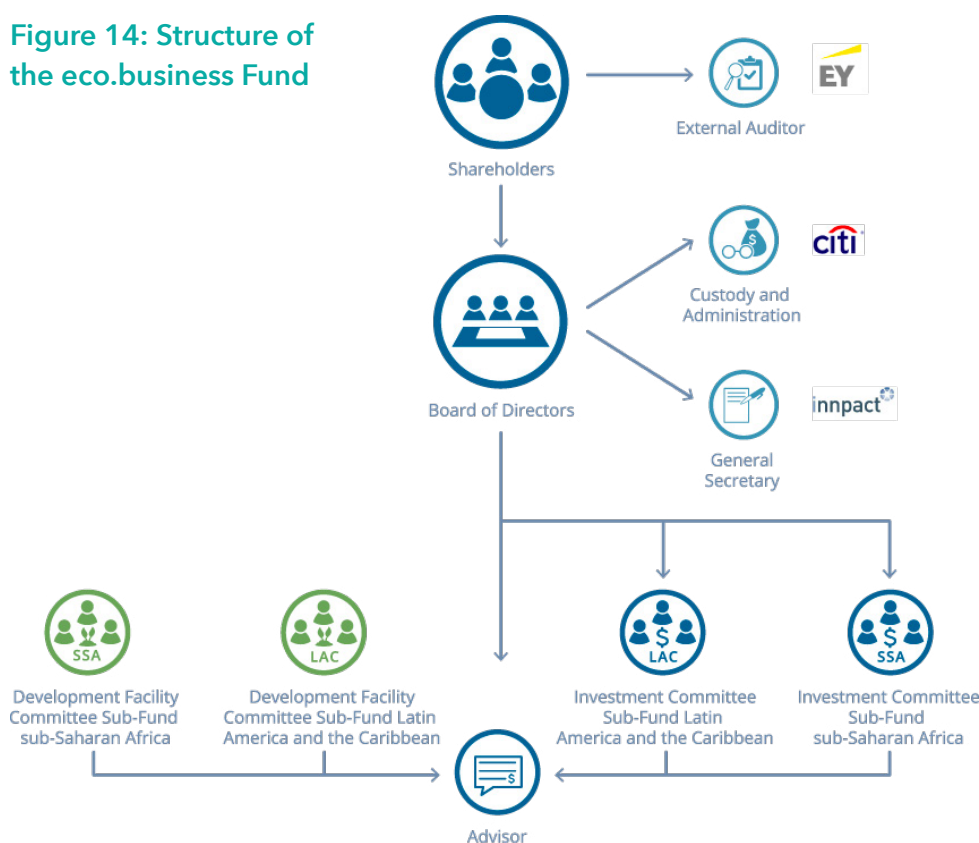 Figure 14: Structure of
the eco.business Fund
Shareholders
External Auditor
EY
Custody and
Administration
citi
Board of Directors
General
Secretary
innpact
SSA
Development Facility
Committee Sub-Fund
sub-Saharan Africa
LAC
Development Facility
Committee Sub-Fund Latin
America and the Caribbean
$
LAC
Investment Committee
Sub-Fund Latin
America and the Caribbean
$
SSA
Investment Committee
Sub-Fund
sub-Saharan Africa
$
Advisor